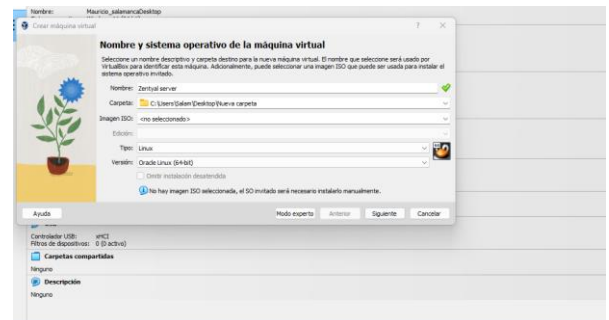 Nombre: Mauricio_salamancaDesktop
Crear máquina virtual
Nombre y sistema operativo de la máquina virtual
Seleccione un nombre descriptivo y carpeta destino para la nueva máquina virtual. El nombre que seleccione será usado por
VirtualBox para identificar esta máquina. Adicionalmente, puede seleccionar una imagen ISO que puede ser usada para instalar el
sistema operativo invitado.
Nombre: Zentyal server
Carpeta: C:\Users\Salam\Desktop\Nueva carpeta
Imagen ISO: <no seleccionado>
Edición:
Tipo: Linux
Versión: Oracle Linux (64-bit)
Omitir instalación desatendida
No hay imagen ISO seleccionada, el SO invitado será necesario instalarlo manualmente.
Ayuda Modo experto Anterior Siguiente Cancelar
Controlador USB: xHCI
Filtros de dispositivos: 0 (0 activo)
Carpetas compartidas
Ninguno
Descripción
Ninguno